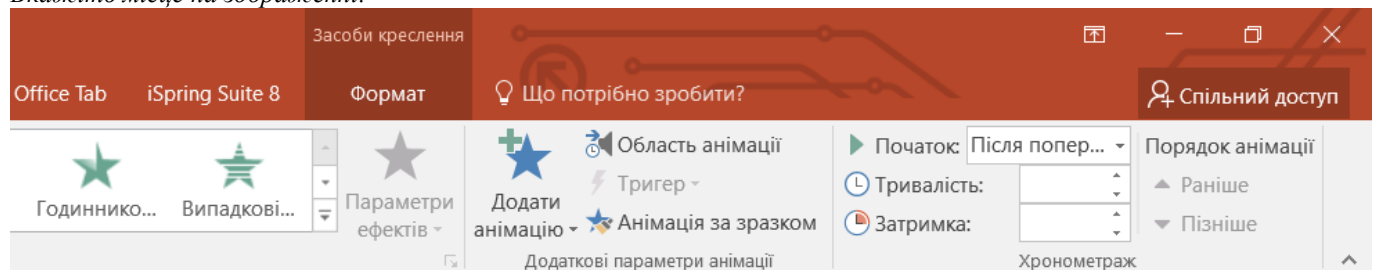 Вкажіть місце на зображенні.
Засоби креслення
Office Tab iSpring Suite 8 Формат Що потрібно зробити? Спільний доступ
Область анімації Початок: Після попер... Порядок анімації
Тригер Тривалість: Раніше
Годиннико... Випадкові... Параметри ефектів Додати анімацію Анімація за зразком Затримка: Пізніше
Додаткові параметри анімації Хронометраж